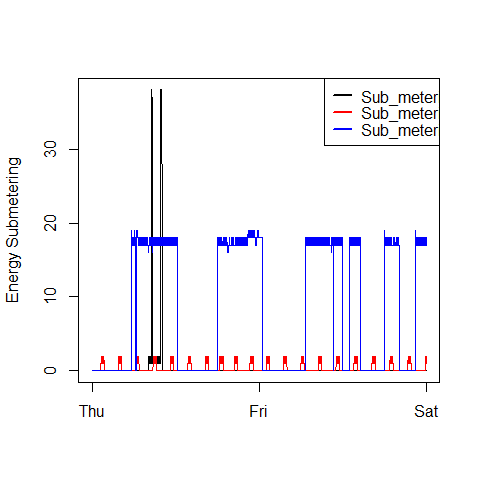 Sub_meter
Sub_meter
Sub_meter
Energy Submetering
30
20
10
0
Thu Fri Sat